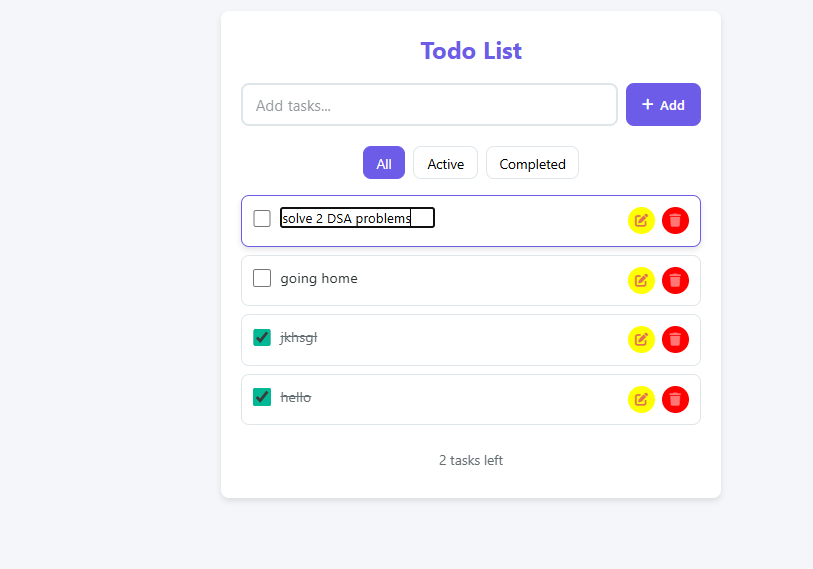 Todo List
Add tasks...
+ Add
All Active Completed
solve 2 DSA problems
going home
jkhsgl
hello
2 tasks left